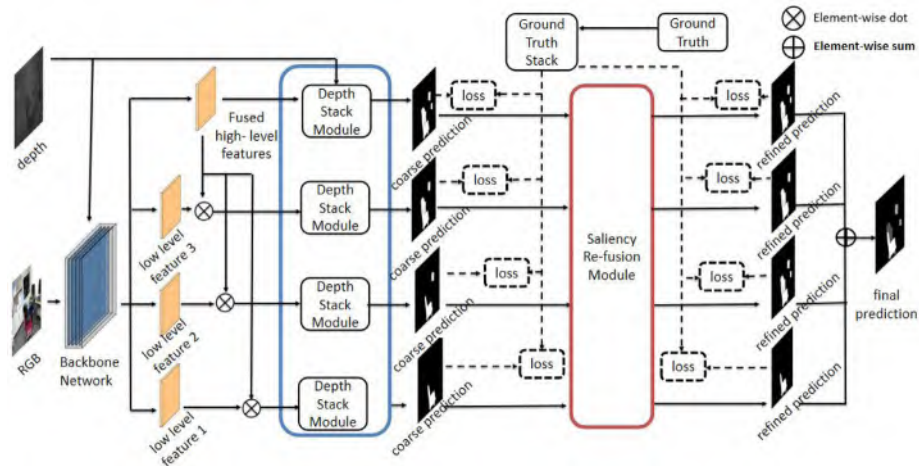 Element-wise dot
Element-wise sum
Ground
Truth
Stack
Ground
Truth
depth
Fused
high- level
features
Depth
Stack
Module
coarse prediction
loss
loss
refined prediction
low level
feature 3
Depth
Stack
Module
coarse prediction
loss
Saliency
Re-fusion
Module
loss
refined prediction
RGB
Backbone
Network
low level
feature 2
Depth
Stack
Module
coarse prediction
loss
loss
refined prediction
final
prediction
low level
feature 1
Depth
Stack
Module
coarse prediction
loss
loss
refined prediction